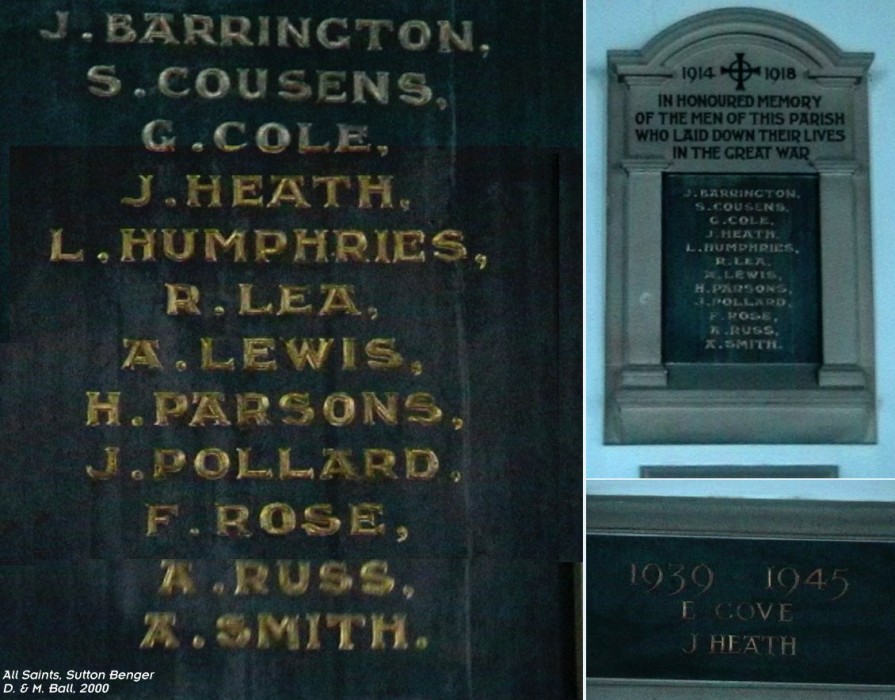 J. BARRINGTON,
S. COUSENS,
G. COLE,
J. HEATH,
L. HUMPHRIES,
R. LEA,
A. LEWIS,
H. PARSONS,
J. POLLARD,
F. ROSE,
A. RUSS,
A. SMITH.
All Saints, Sutton Benger
D. & M. Ball, 2000
1914 1918
IN HONOURED MEMORY
OF THE MEN OF THIS PARISH
WHO LAID DOWN THEIR LIVES
IN THE GREAT WAR
J. BARRINGTON,
S. COUSENS,
G. COLE,
J. HEATH,
L. HUMPHRIES,
R. LEA,
A. LEWIS,
H. PARSONS,
J. POLLARD,
F. ROSE,
A. RUSS,
A. SMITH.
1939 1945
E COVE
J HEATH